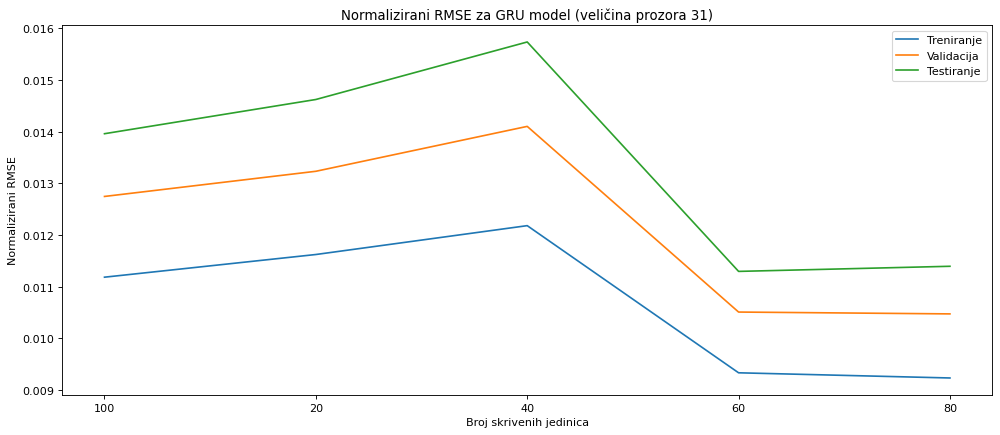 Normalizirani RMSE za GRU model (veličina prozora 31)
Treniranje
Validacija
Testiranje
Normalizirani RMSE
0.016
0.015
0.014
0.013
0.012
0.011
0.010
0.009
100 20 40 60 80
Broj skrivenih jedinica